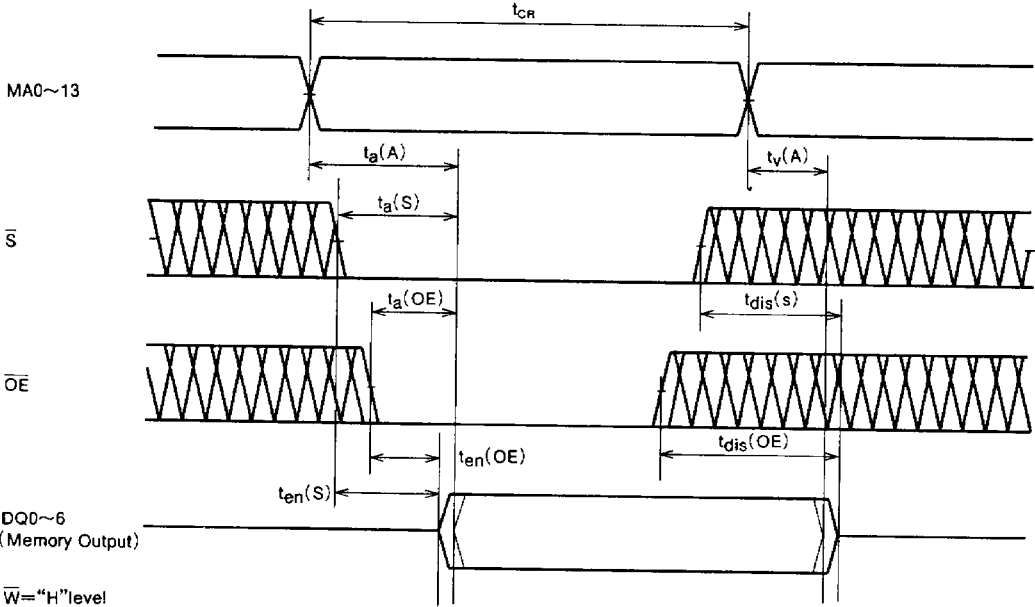 tCR
MA0~13
ta(A)
tv(A)
ta(S)
S̅
ta(OE)
tdis(s)
O̅E̅
tdis(OE)
ten(OE)
ten(S)
DQ0~6
(Memory Output)
W̅="H"level